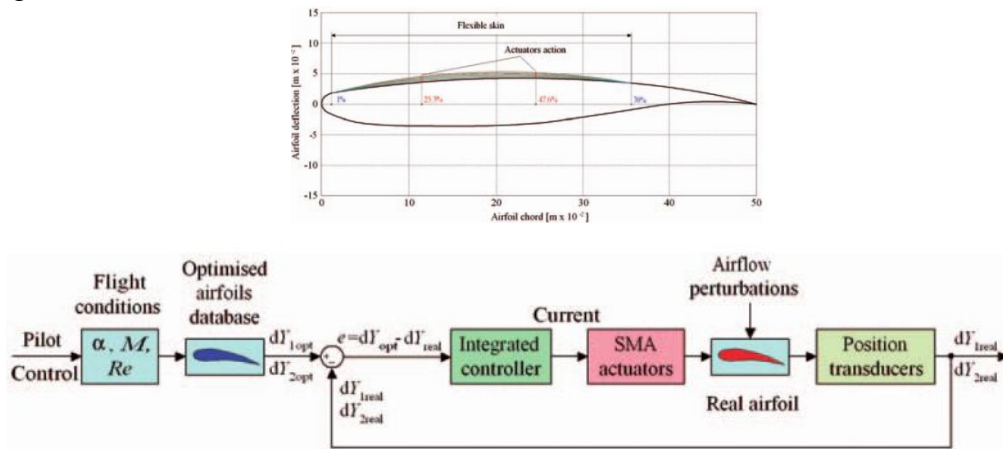 Flexible skin
Actuators action
15
10
5
0
-5
-10
-15
1%
25.3%
47.6%
70%
0
10
20
30
40
50
Airfoil deflection [m x 10⁻²]
Airfoil chord [m x 10⁻²]
Flight
conditions
Optimised
airfoils
database
Airflow
perturbations
Pilot
Control
α, M,
Re
dY1opt
dY2opt
e=dYopt-dYreal
dY1real
dY2real
Integrated
controller
Current
SMA
actuators
Real airfoil
Position
transducers
dY1real
dY2real